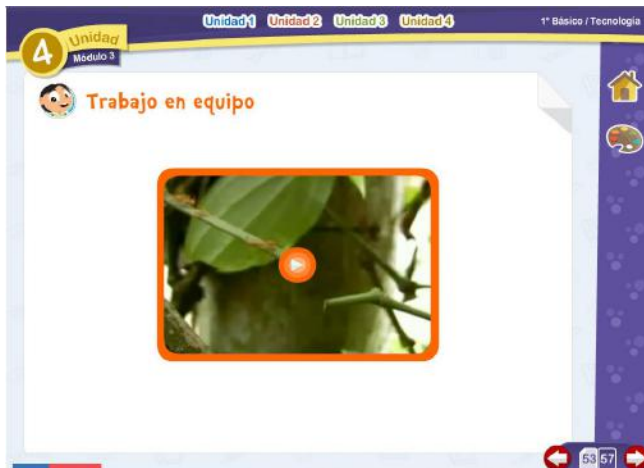 Unidad 1 Unidad 2 Unidad 3 Unidad 4
1° Básico / Tecnología
4 Unidad
Módulo 3
Trabajo en equipo
53 57